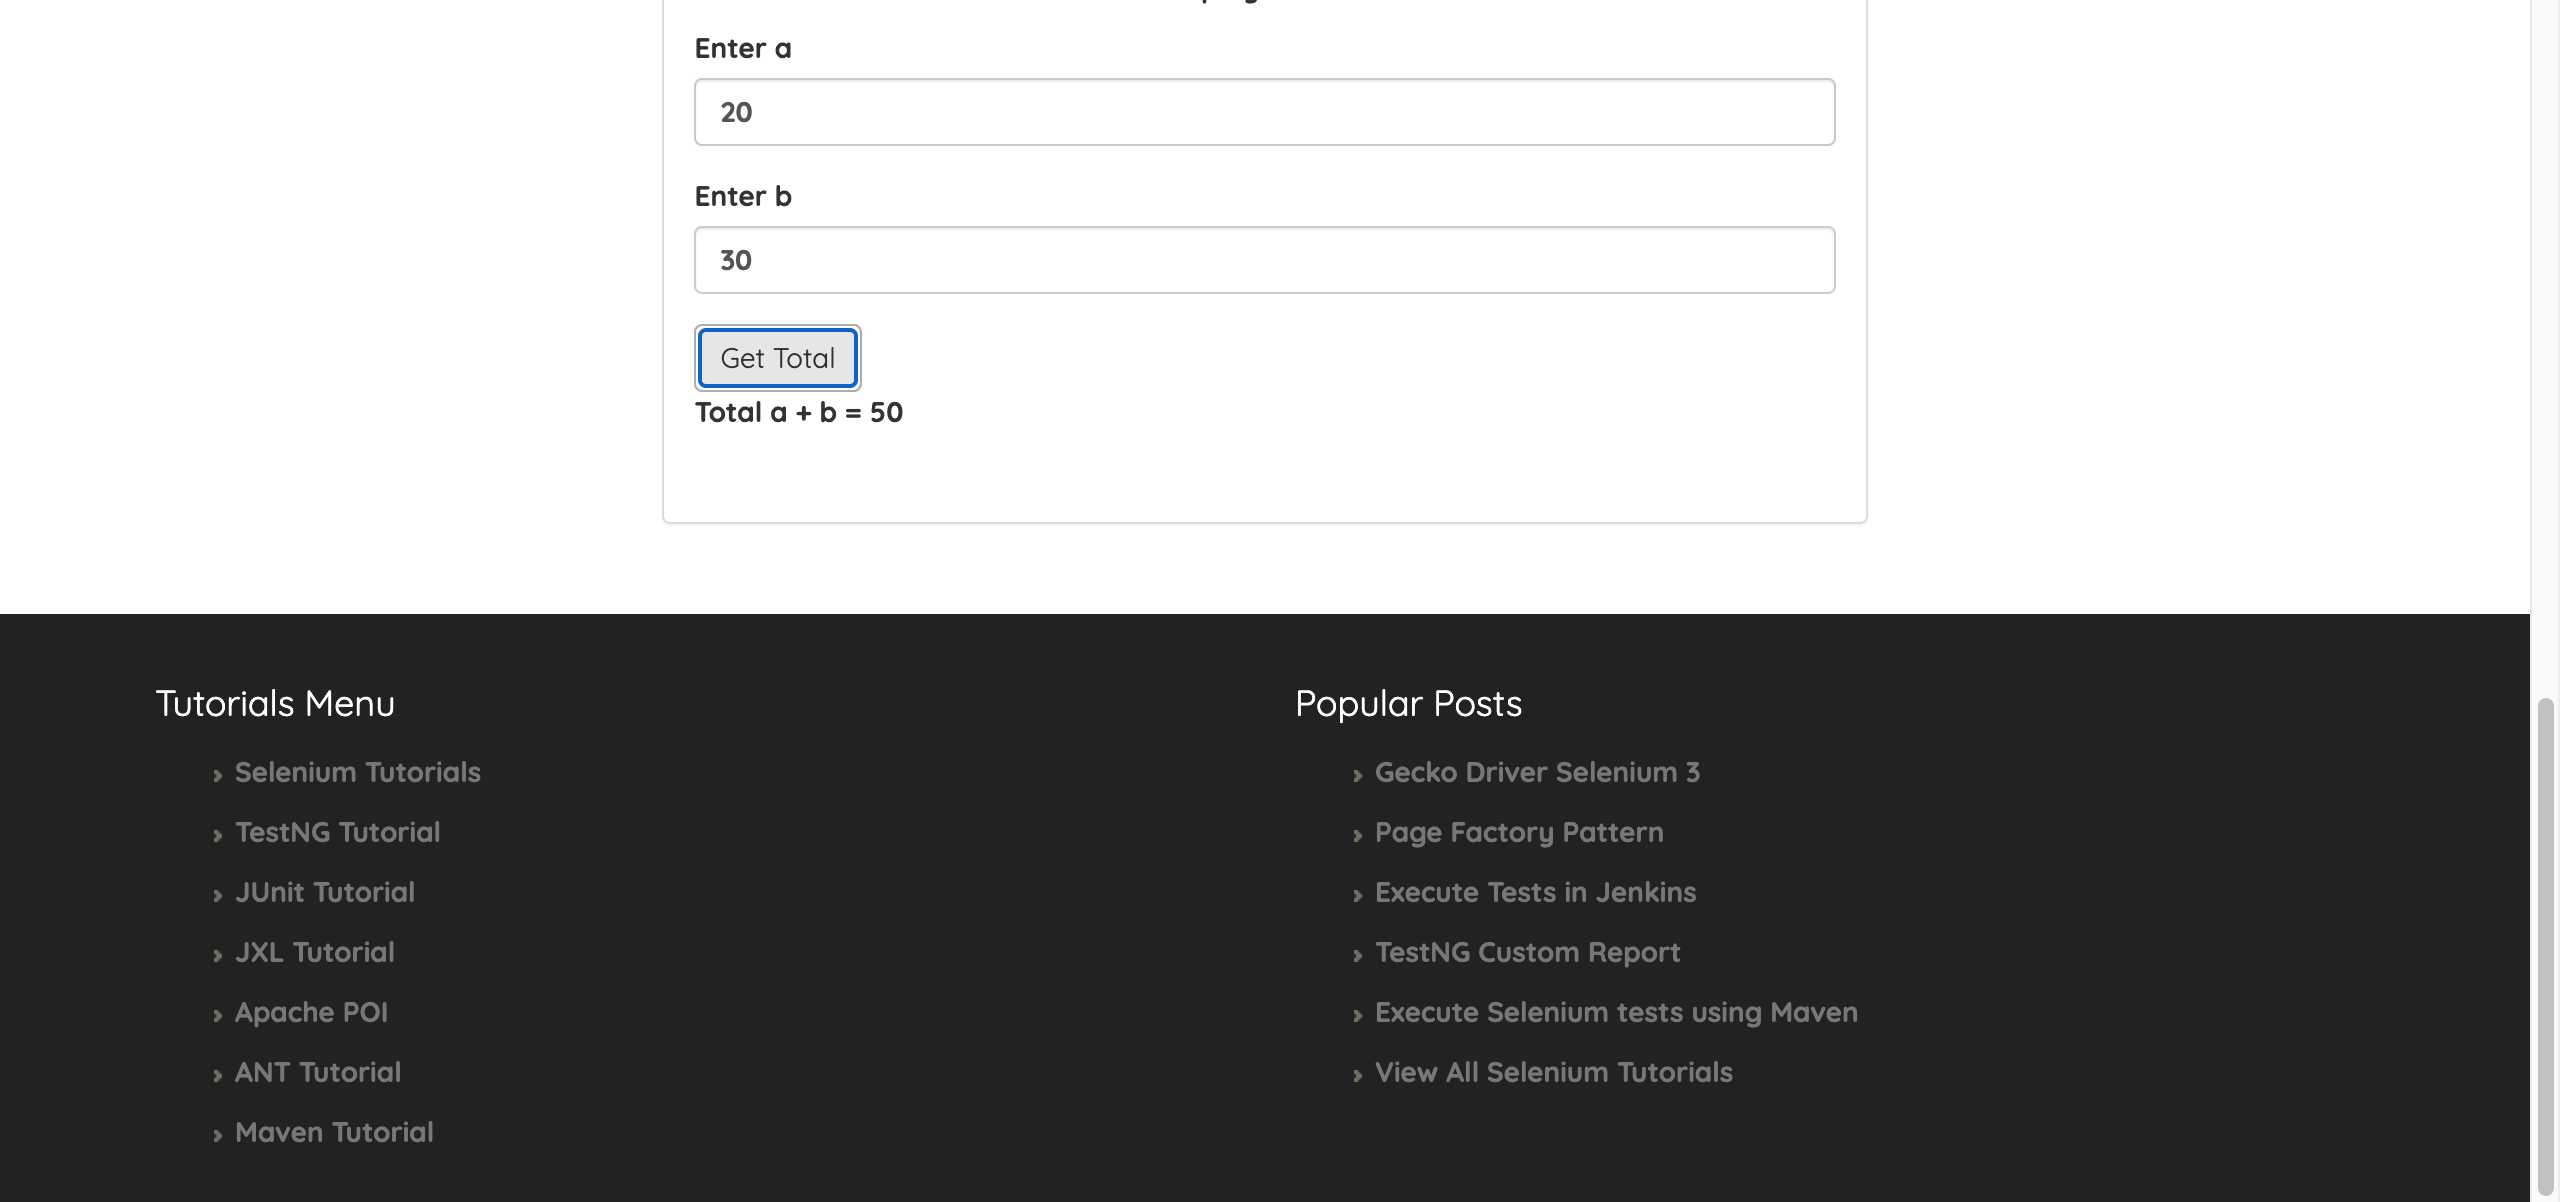 Enter a
20
Enter b
30
Get Total
Total a + b = 50
Tutorials Menu
Selenium Tutorials
TestNG Tutorial
JUnit Tutorial
JXL Tutorial
Apache POI
ANT Tutorial
Maven Tutorial
Popular Posts
Gecko Driver Selenium 3
Page Factory Pattern
Execute Tests in Jenkins
TestNG Custom Report
Execute Selenium tests using Maven
View All Selenium Tutorials